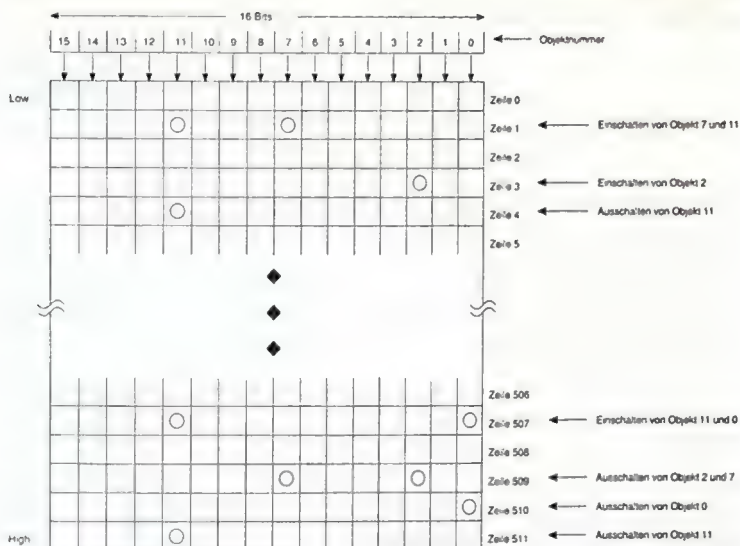 16 Bits
15 14 13 12 11 10 9 8 7 6 5 4 3 2 1 0 Objektnummer
Low Zeile 0
Zeile 1 Einschalten von Objekt 7 und 11
Zeile 2
Zeile 3 Einschalten von Objekt 2
Zeile 4 Ausschalten von Objekt 11
Zeile 5
Zeile 506
Zeile 507 Einschalten von Objekt 11 und 0
Zeile 508
Zeile 509 Ausschalten von Objekt 2 und 7
Zeile 510 Ausschalten von Objekt 0
High Zeile 511 Ausschalten von Objekt 11